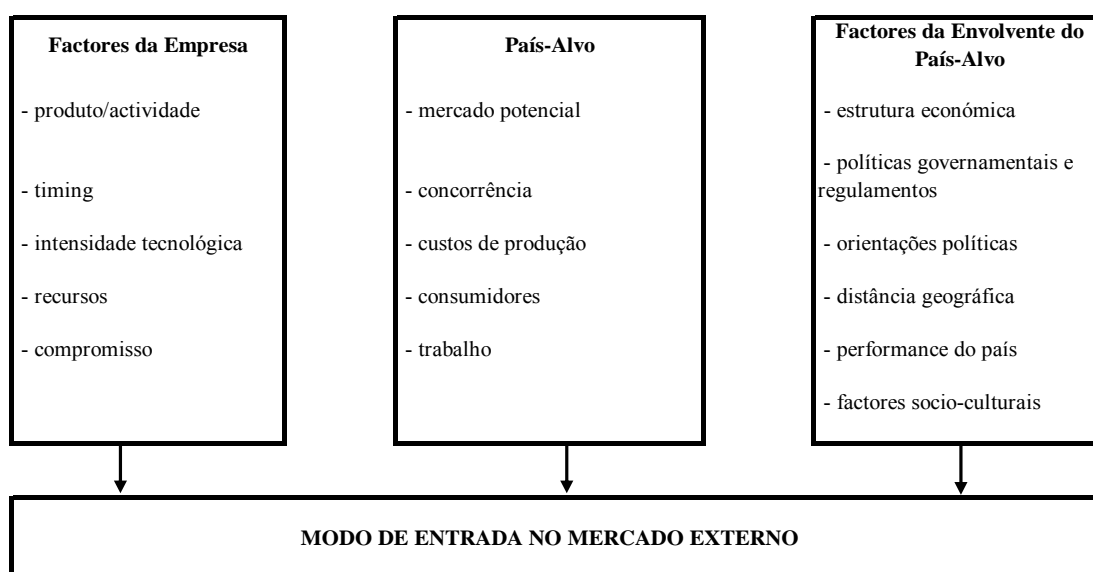 Factores da Empresa
- produto/actividade
- timing
- intensidade tecnológica
- recursos
- compromisso
País-Alvo
- mercado potencial
- concorrência
- custos de produção
- consumidores
- trabalho
Factores da Envolvente do
País-Alvo
- estrutura económica
- políticas governamentais e
regulamentos
- orientações políticas
- distância geográfica
- performance do país
- factores socio-culturais
MODO DE ENTRADA NO MERCADO EXTERNO